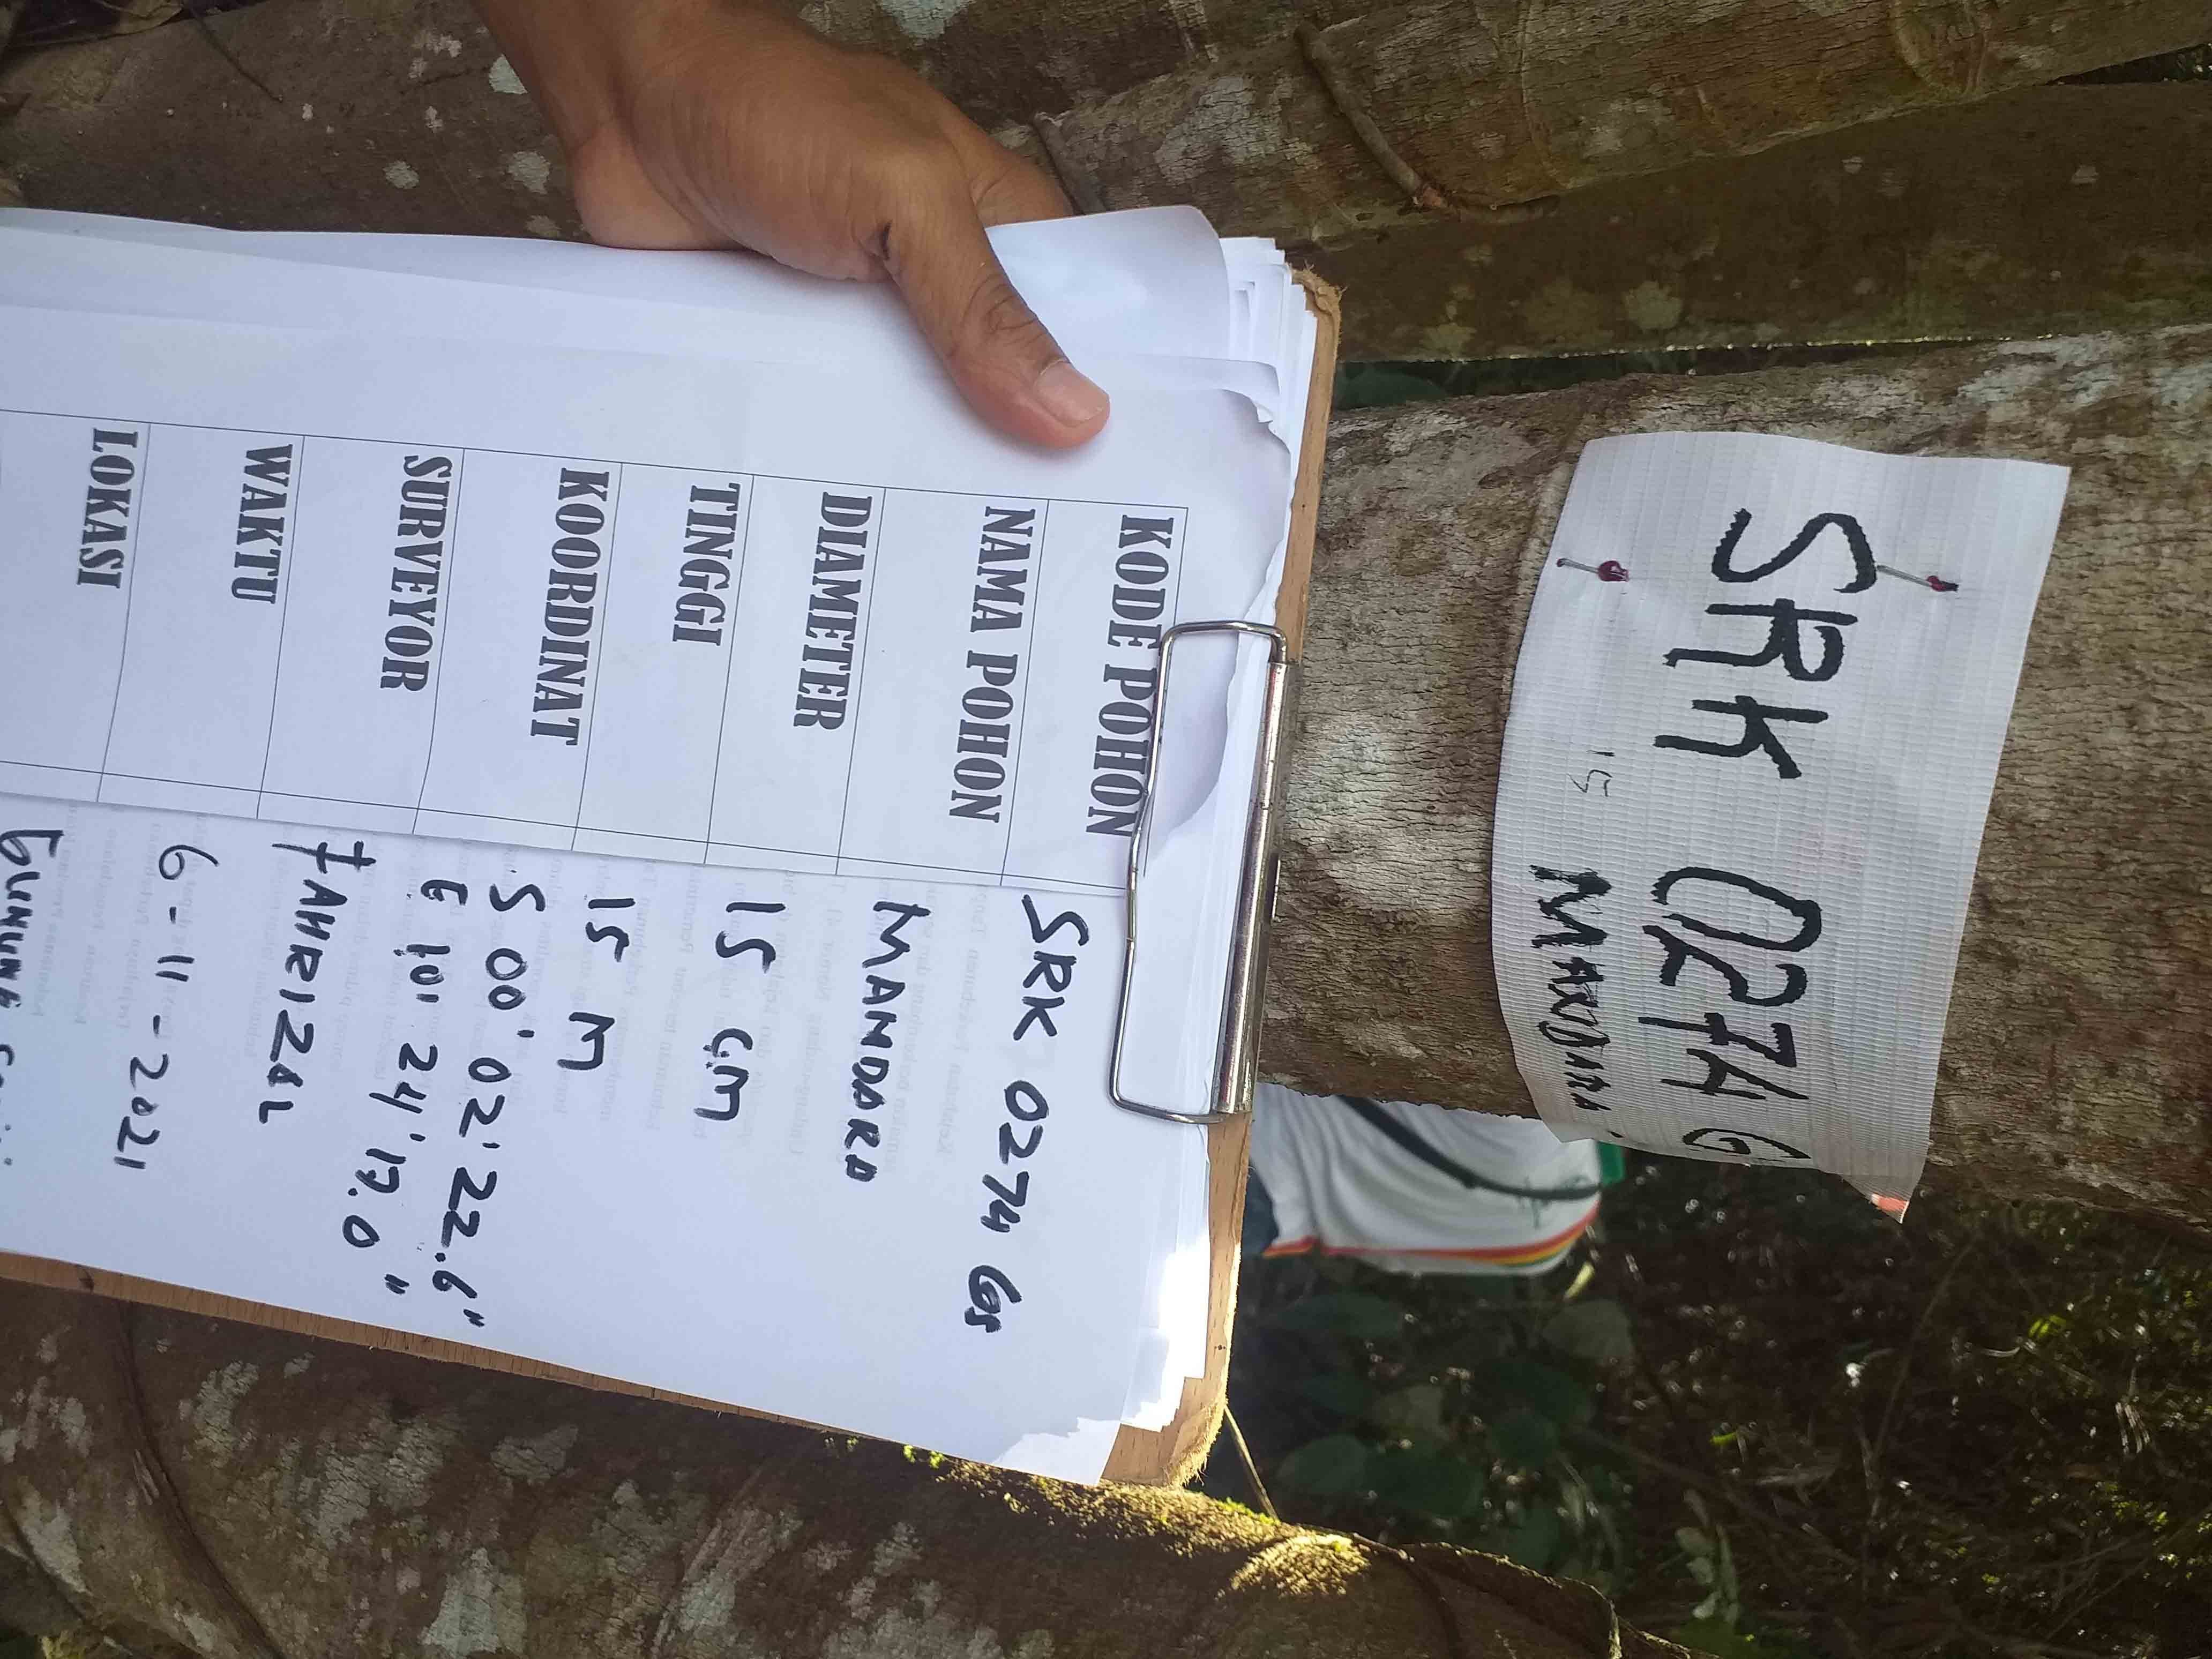 SRK 0274 G
15 MANDARA
KODE POHON SRK 0274 GS
NAMA POHON MANDARA
DIAMETER 15 CM
TINGGI 15 M
KOORDINAT S 00' 02' 22.6"
E 101 24' 17.0"
SURVEYOR FAHRIZAL
WAKTU 6-11-2021
LOKASI GUNUNG